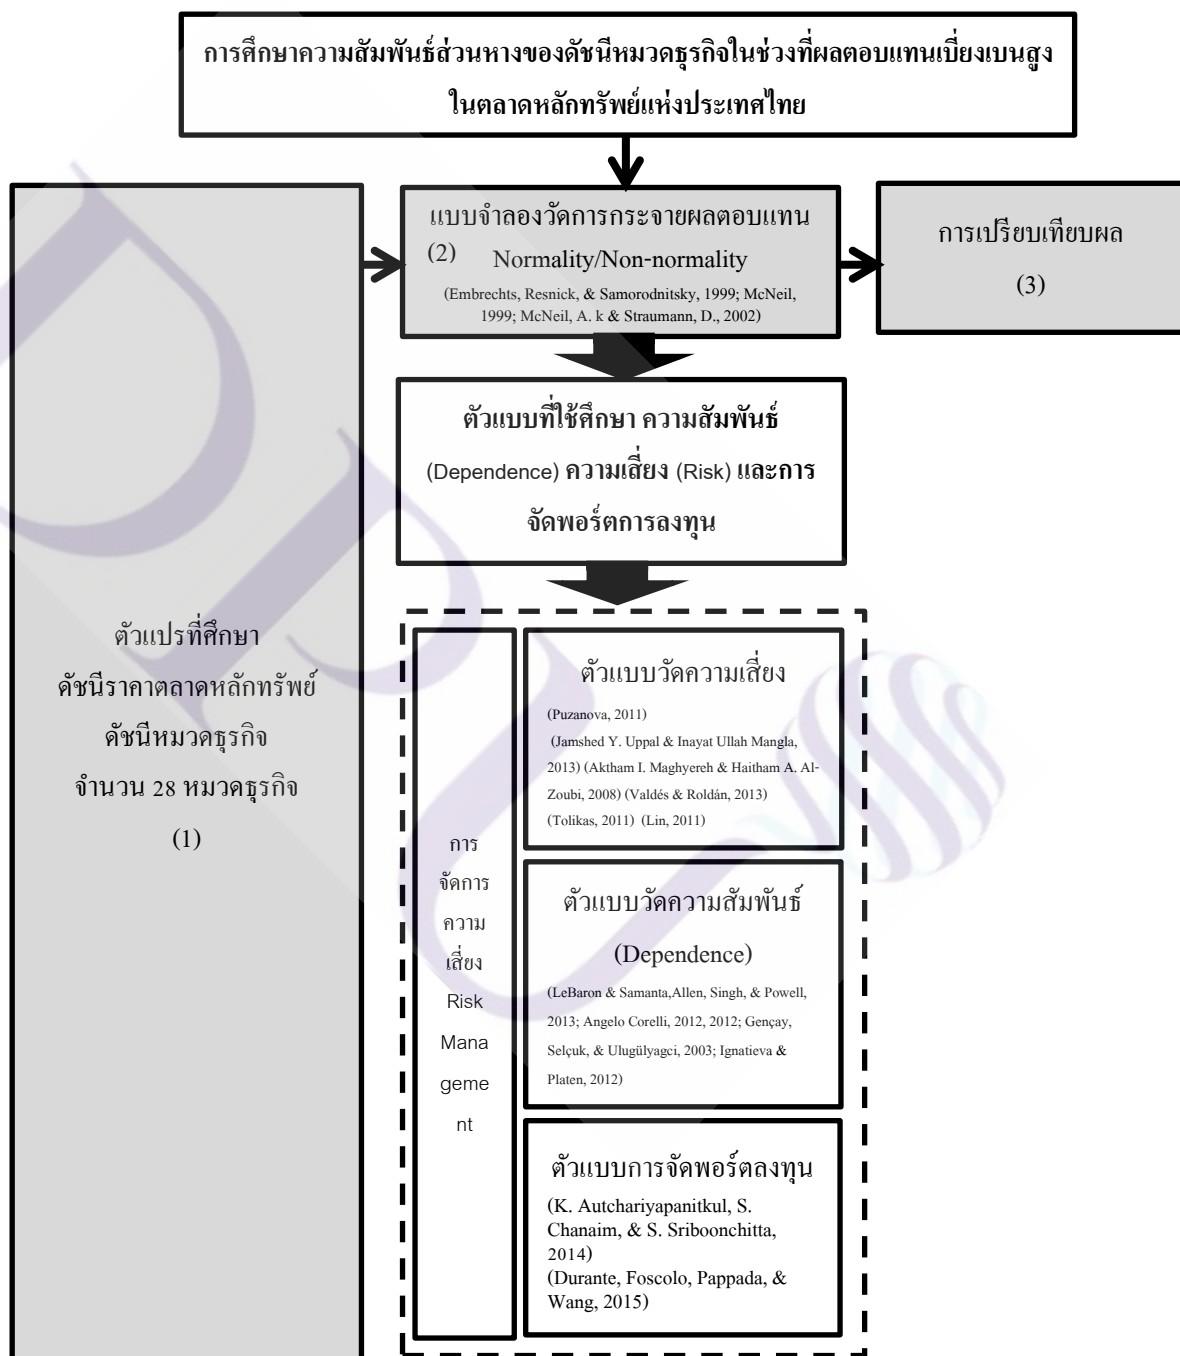 การศึกษาความสัมพันธ์ส่วนหางของดัชนีหมวดธุรกิจในช่วงที่ผลตอบแทนเบี่ยงเบนสูง
ในตลาดหลักทรัพย์แห่งประเทศไทย
แบบจำลองวัดการกระจายผลตอบแทน
(2) Normality/Non-normality
(Embrechts, Resnick, & Samorodnitsky, 1999; McNeil,
1999; McNeil, A. k & Straumann, D., 2002)
การเปรียบเทียบผล
(3)
ตัวแบบที่ใช้ศึกษา ความสัมพันธ์
(Dependence) ความเสี่ยง (Risk) และการ
จัดพอร์ตการลงทุน
ตัวแปรที่ศึกษา
ดัชนีราคาตลาดหลักทรัพย์
ดัชนีหมวดธุรกิจ
จำนวน 28 หมวดธุรกิจ
(1)
การ
จัดการ
ความ
เสี่ยง
Risk
Mana
geme
nt
ตัวแบบวัดความเสี่ยง
(Puzanova, 2011)
(Jamshed Y. Uppal & Inayat Ullah Mangla,
2013) (Aktham I. Maghyereh & Haitham A. Al-
Zoubi, 2008) (Valdés & Roldán, 2013)
(Tolikas, 2011) (Lin, 2011)
ตัวแบบวัดความสัมพันธ์
(Dependence)
(LeBaron & Samanta,Allen, Singh, & Powell,
2013; Angelo Corelli, 2012, 2012; Gençay,
Selçuk, & Ulugülyagci, 2003; Ignatieva &
Platen, 2012)
ตัวแบบการจัดพอร์ตลงทุน
(K. Autchariyapanitkul, S.
Chanaim, & S. Sriboonchitta,
2014)
(Durante, Foscolo, Pappada, &
Wang, 2015)
DPU